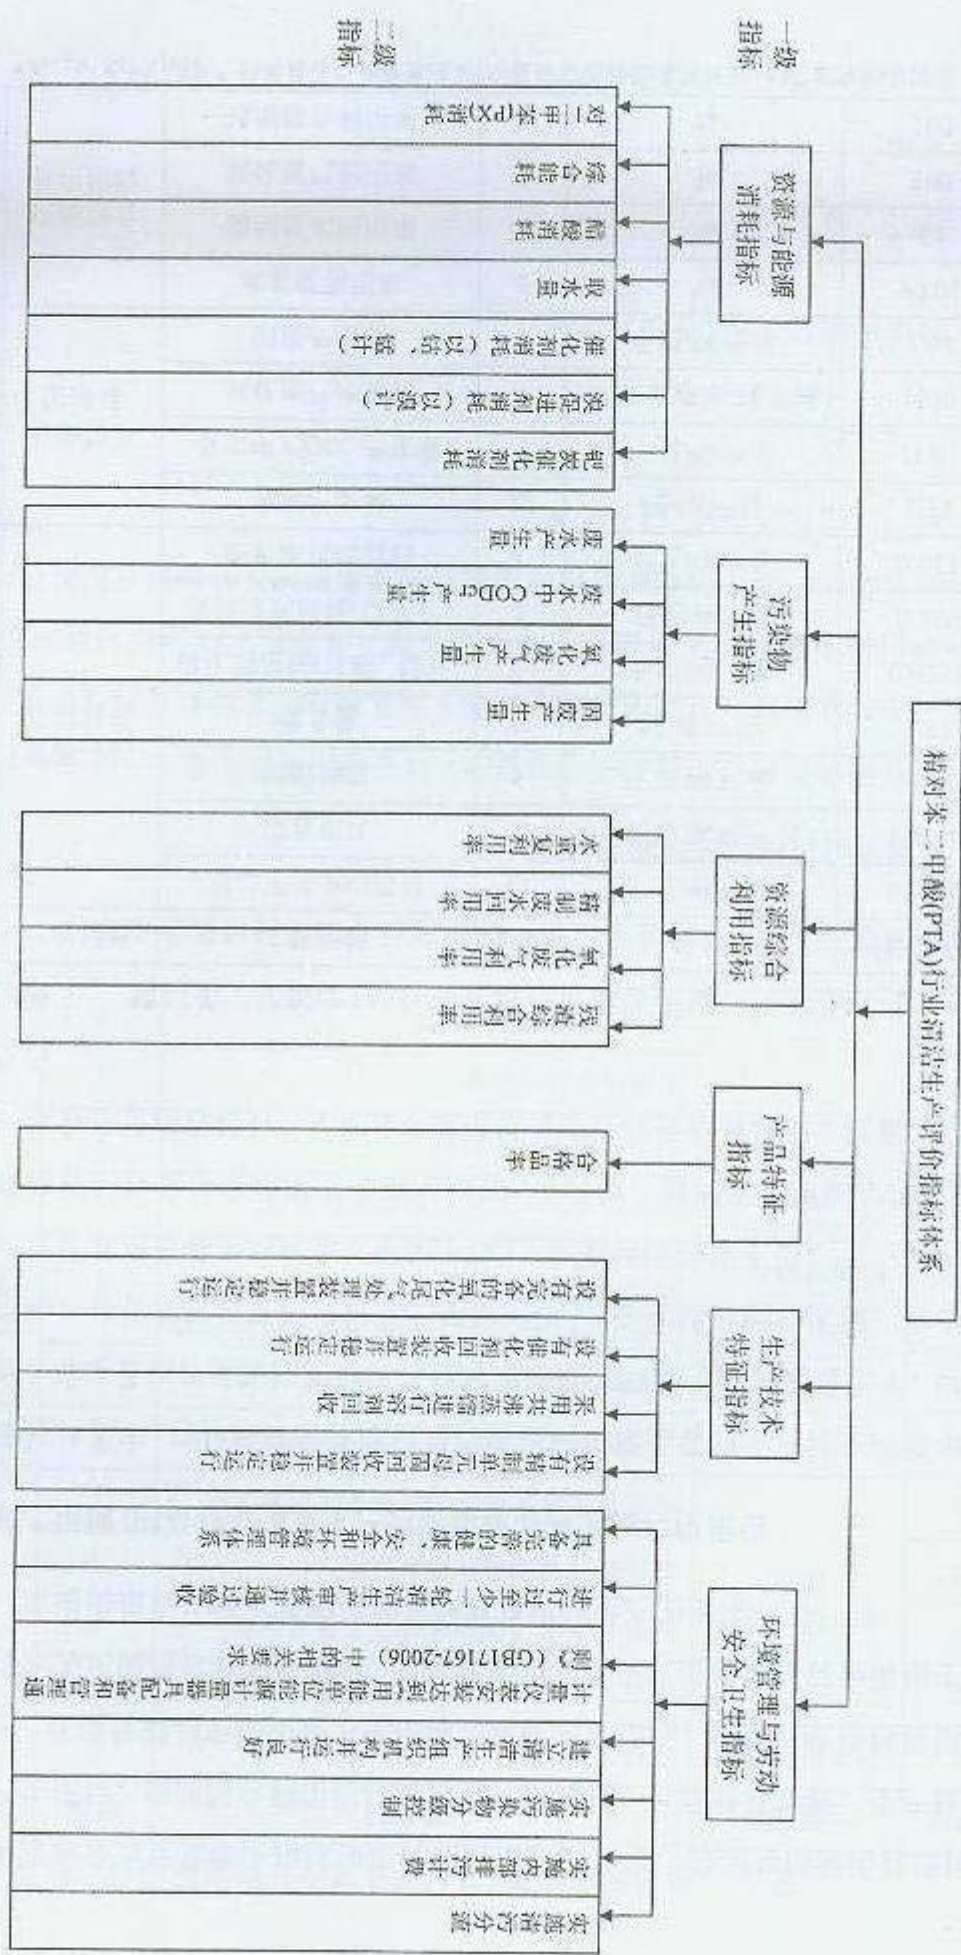 精对苯二甲酸(PTA)行业清洁生产评价指标体系
一级
指标
资源与能源
消耗指标
污染物
产生指标
资源综合
利用指标
产品特征
指标
生产技术
特征指标
环境管理与劳动
安全卫生指标
二级
指标
对二甲苯(PX)消耗
综合能耗
醋酸消耗
取水量
催化剂消耗（以钴、锰计）
溴促进剂消耗（以溴计）
钯炭催化剂消耗
废水产生量
废水中 CODcr 产生量
氧化废气产生量
固废产生量
水重复利用率
精制废水回用率
氧化废气利用率
残渣综合利用率
合格品率
设有完备的氧化尾气处理装置并稳定运行
设有催化剂回收装置并稳定运行
采用共沸蒸馏进行溶剂回收
设有精制单元母固回收装置并稳定运行
具备完善的健康、安全和环境管理体系
进行过至少一轮清洁生产审核并通过验收
计量仪表安装达到《用能单位能源计量器具配备和管理通
则》（GB17167-2006）中的相关要求
建立清洁生产组织机构并运行良好
实施污染物分级控制
实施内部排污计费
实施清污分流